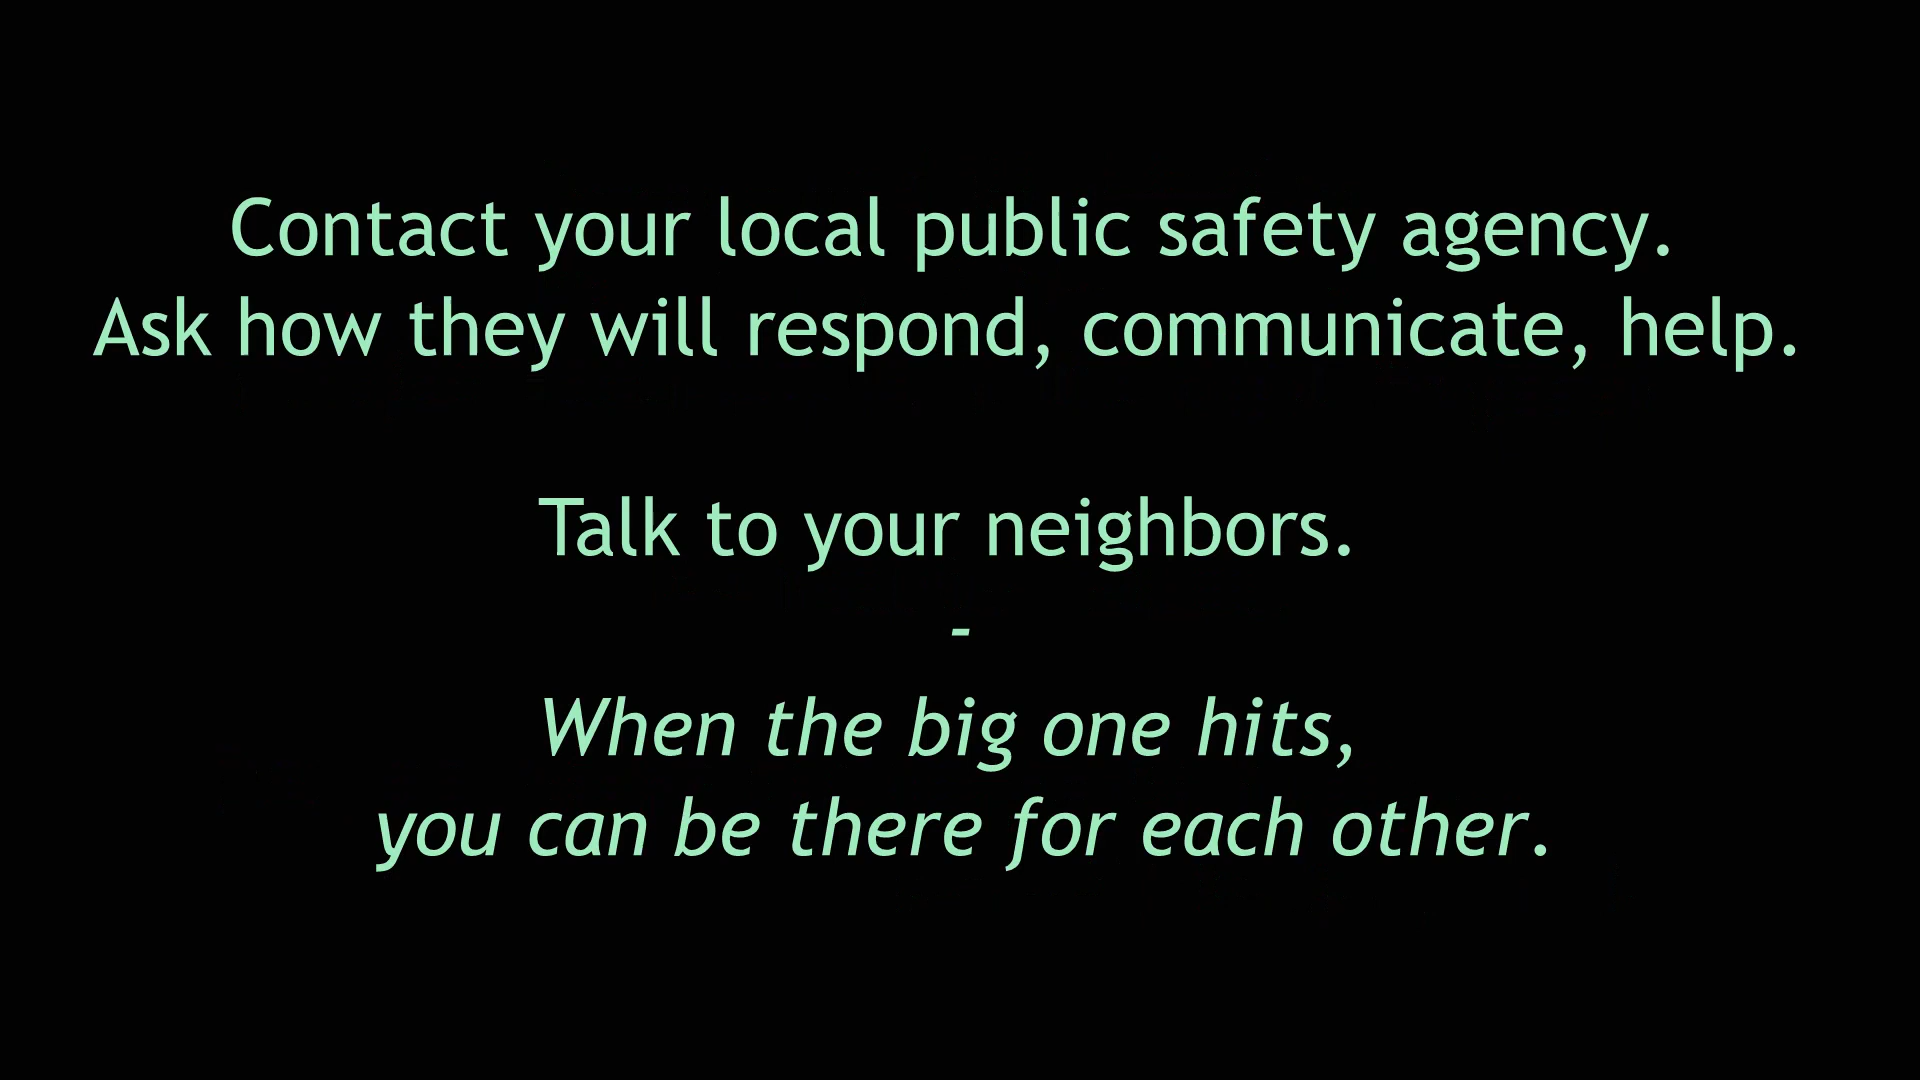 Contact your local public safety agency.
Ask how they will respond, communicate, help.
Talk to your neighbors.
-
When the big one hits,
you can be there for each other.